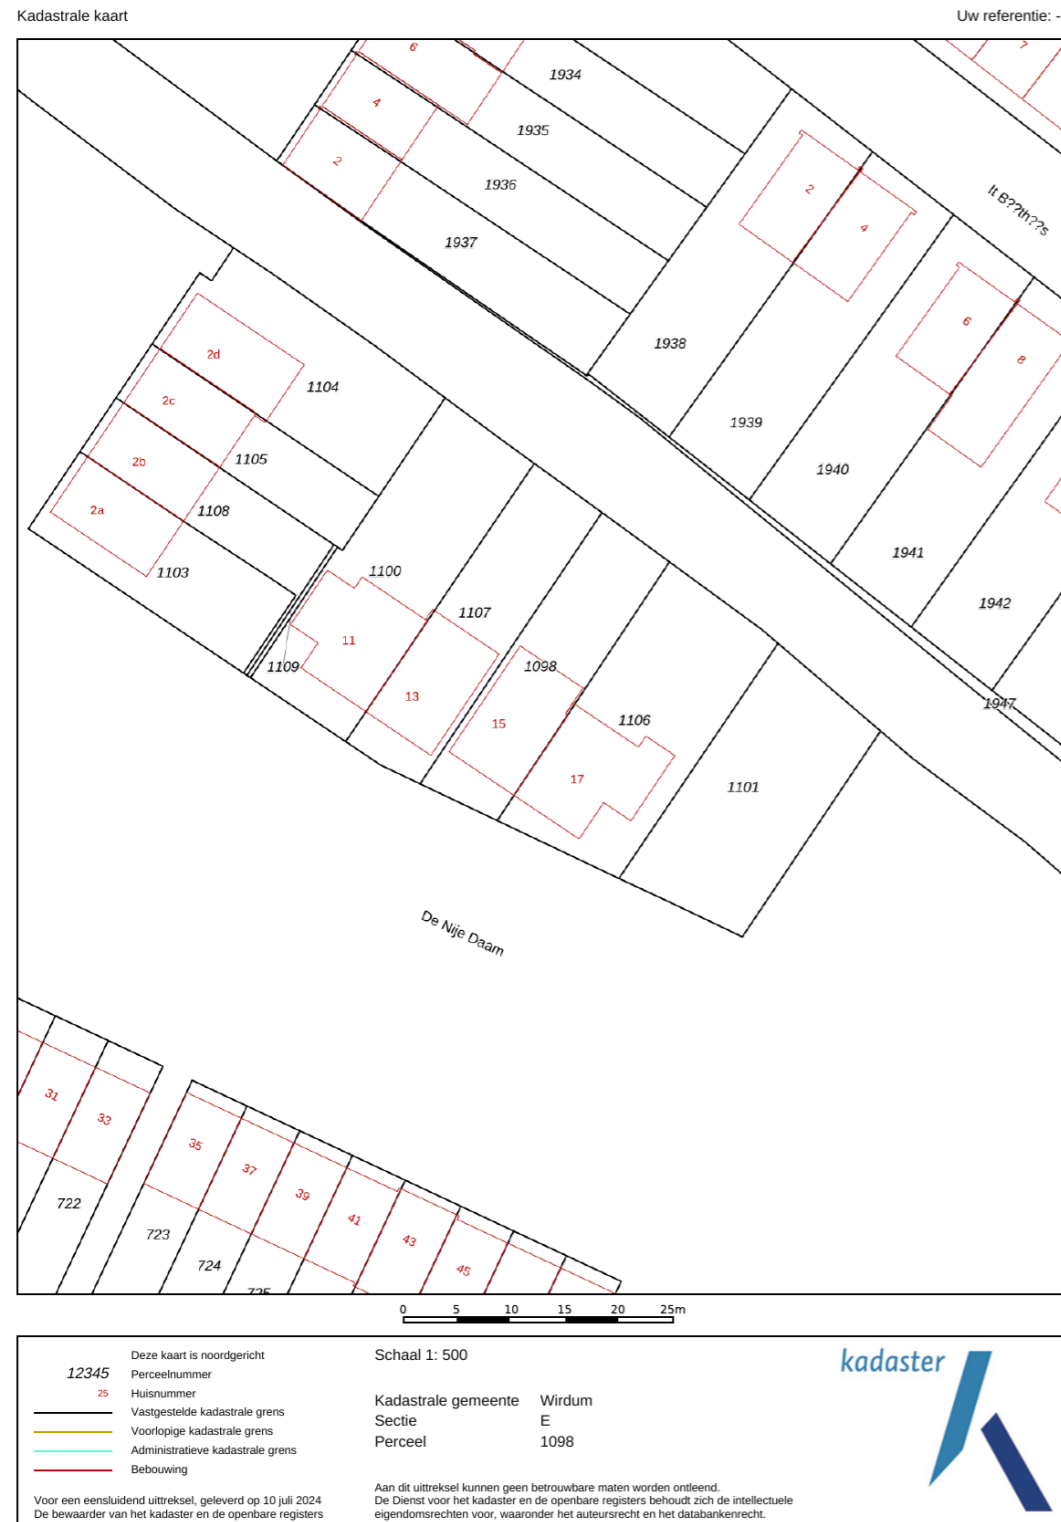 Kadastrale kaart
Uw referentie: -
6
1934
7
4
1935
2
1936
2
It B??th??s
1937
4
6
1938
2d
8
1104
2c
1939
1105
2b
1940
2a
1108
1941
1103
1100
1942
1107
11
1109
1098
13
1947
15
1106
17
1101
De Nije Daam
31
33
35
37
39
722
41
723
43
724
45
725
0 5 10 15 20 25m
Deze kaart is noordgericht
12345 Perceelnummer
25 Huisnummer
Vastgestelde kadastrale grens
Voorlopige kadastrale grens
Administratieve kadastrale grens
Bebouwing
Voor een eensluidend uittreksel, geleverd op 10 juli 2024
De bewaarder van het kadaster en de openbare registers
Schaal 1: 500
Kadastrale gemeente Wirdum
Sectie E
Perceel 1098
Aan dit uittreksel kunnen geen betrouwbare maten worden ontleend.
De Dienst voor het kadaster en de openbare registers behoudt zich de intellectuele
eigendomsrechten voor, waaronder het auteursrecht en het databankenrecht.
kadaster